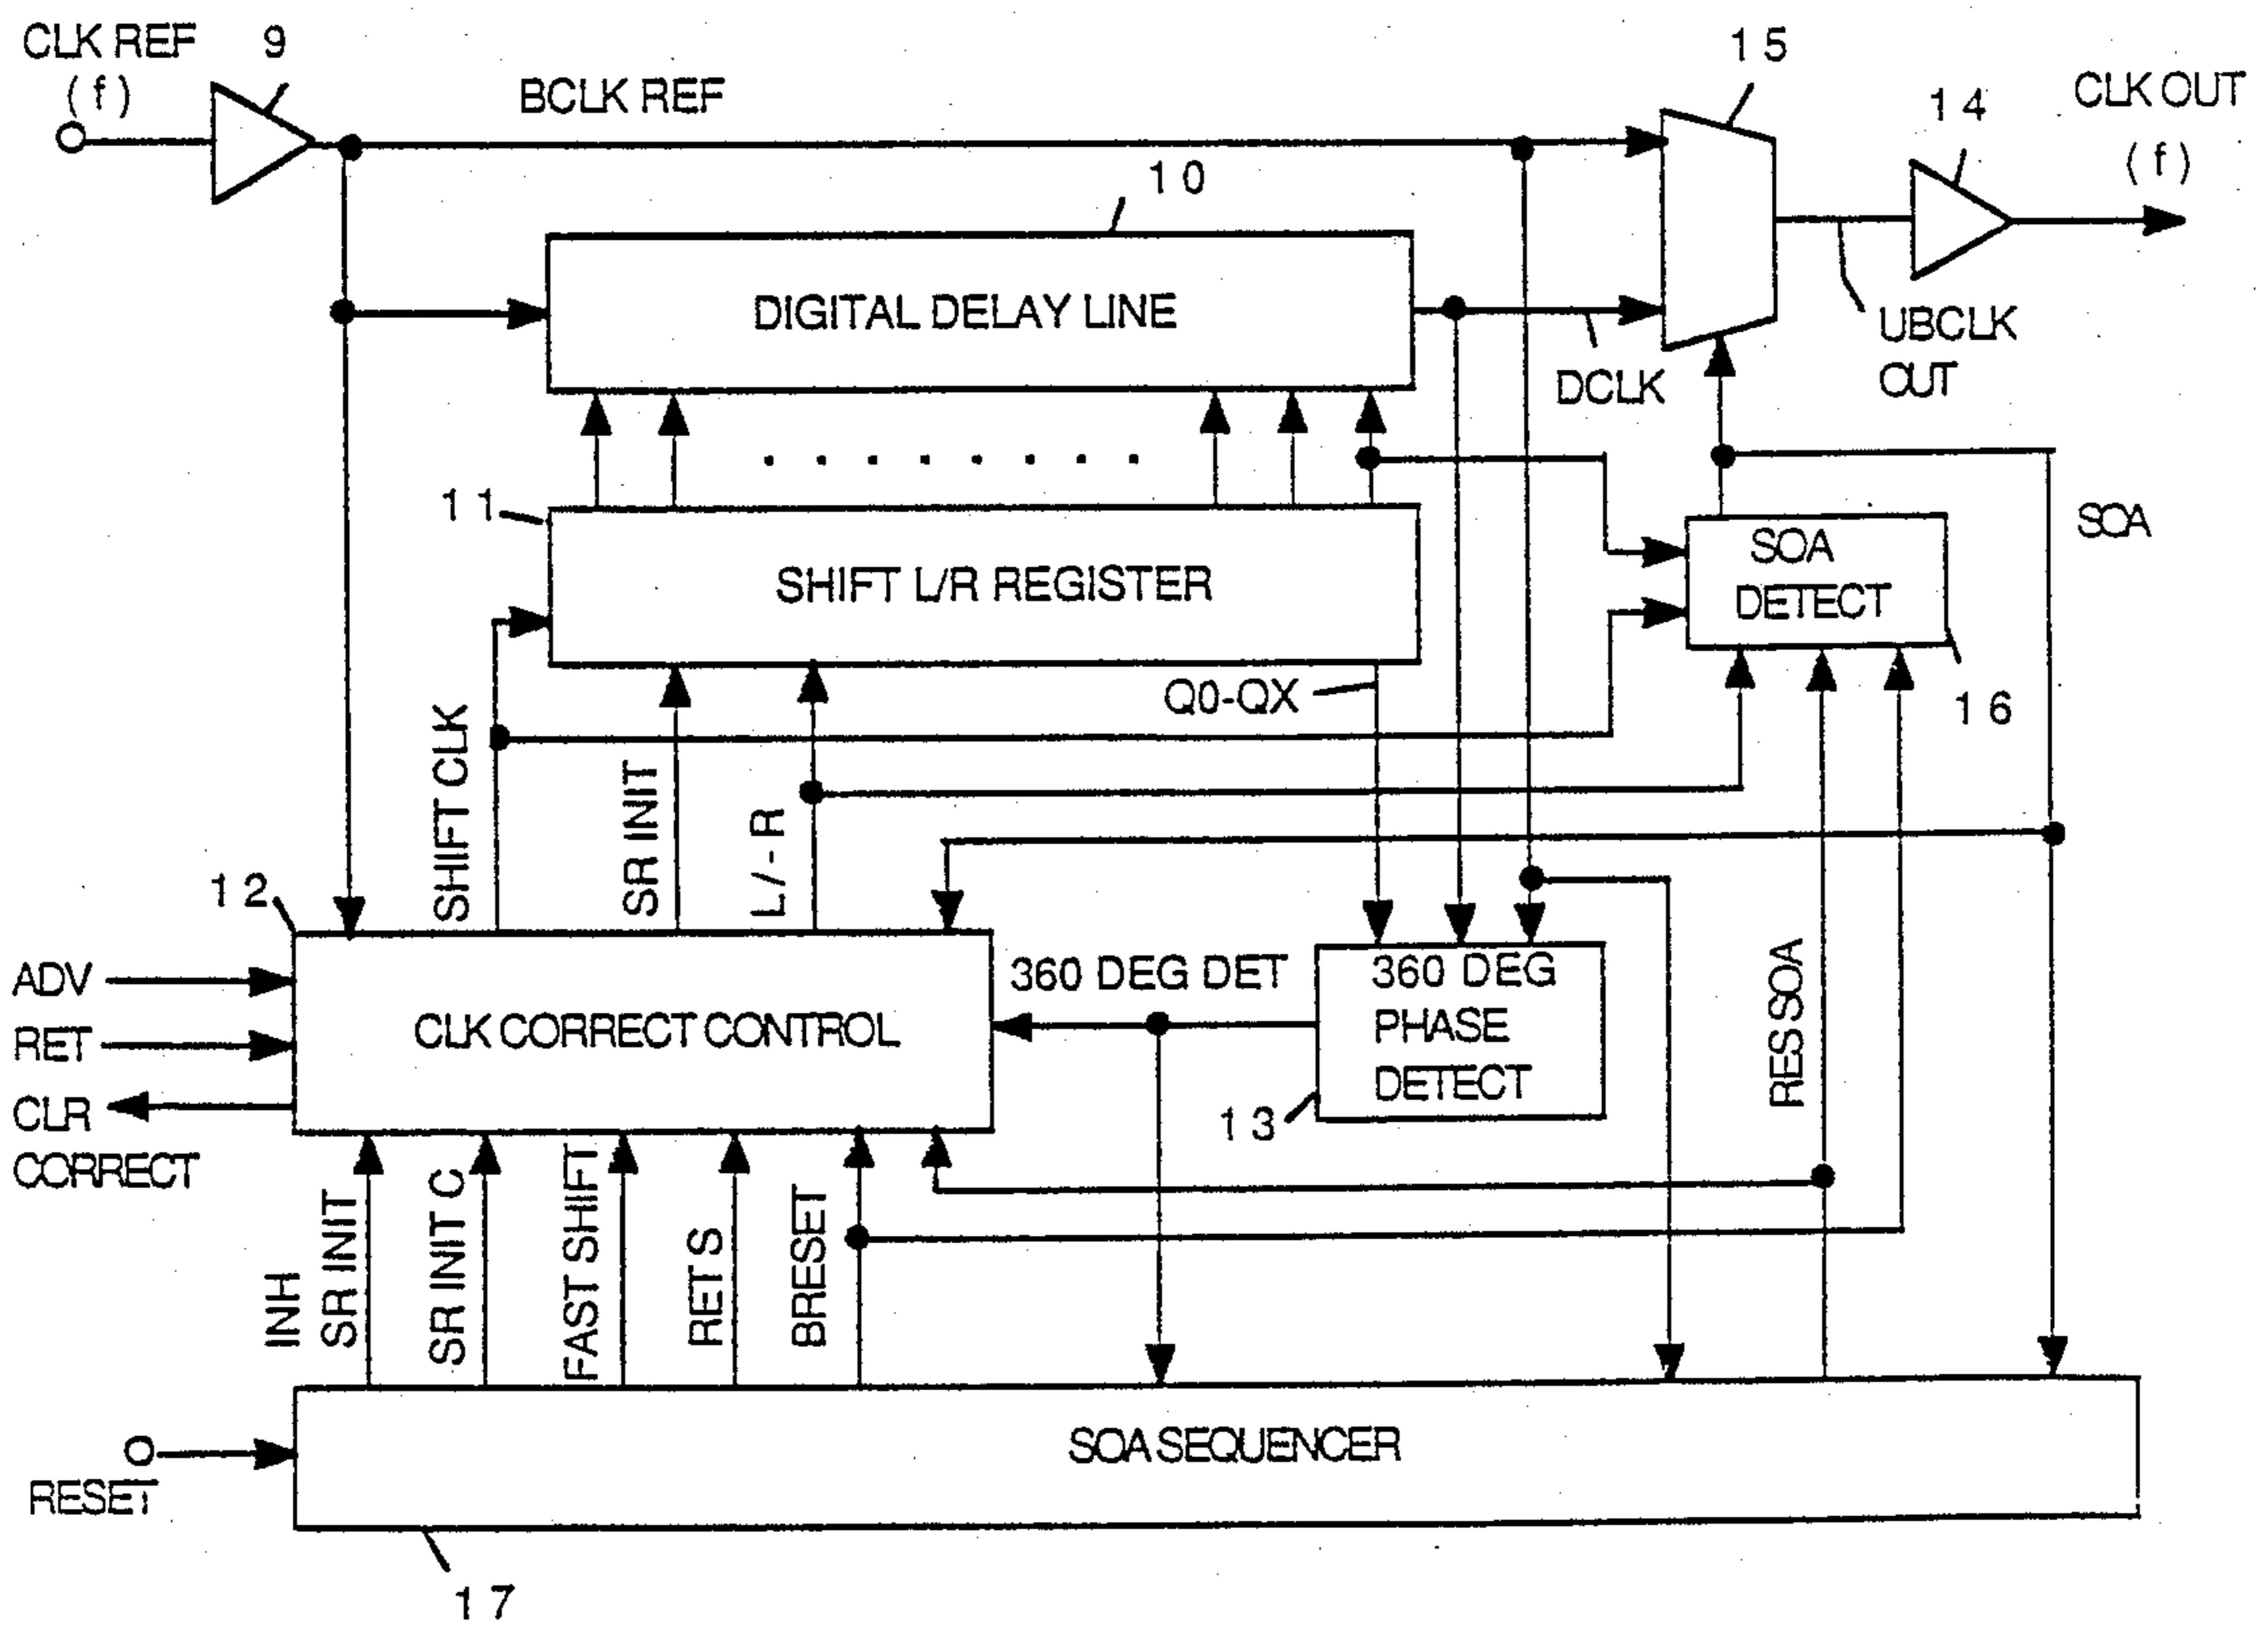 CLK REF
(f)
9
BCLK REF
15
14
CLK OUT
(f)
10
DIGITAL DELAY LINE
UBCLK
OUT
DCLK
11
SHIFT L/R REGISTER
SOA
DETECT
SOA
16
Q0-QX
SHIFT CLK
SR INIT
L/-R
12
ADV
RET
CLR
CORRECT
CLK CORRECT CONTROL
360 DEG DET
360 DEG
PHASE
DETECT
13
RES SOA
INH
SR INIT
SR INIT C
FAST SHIFT
RET S
BRESET
RESET
SOA SEQUENCER
17